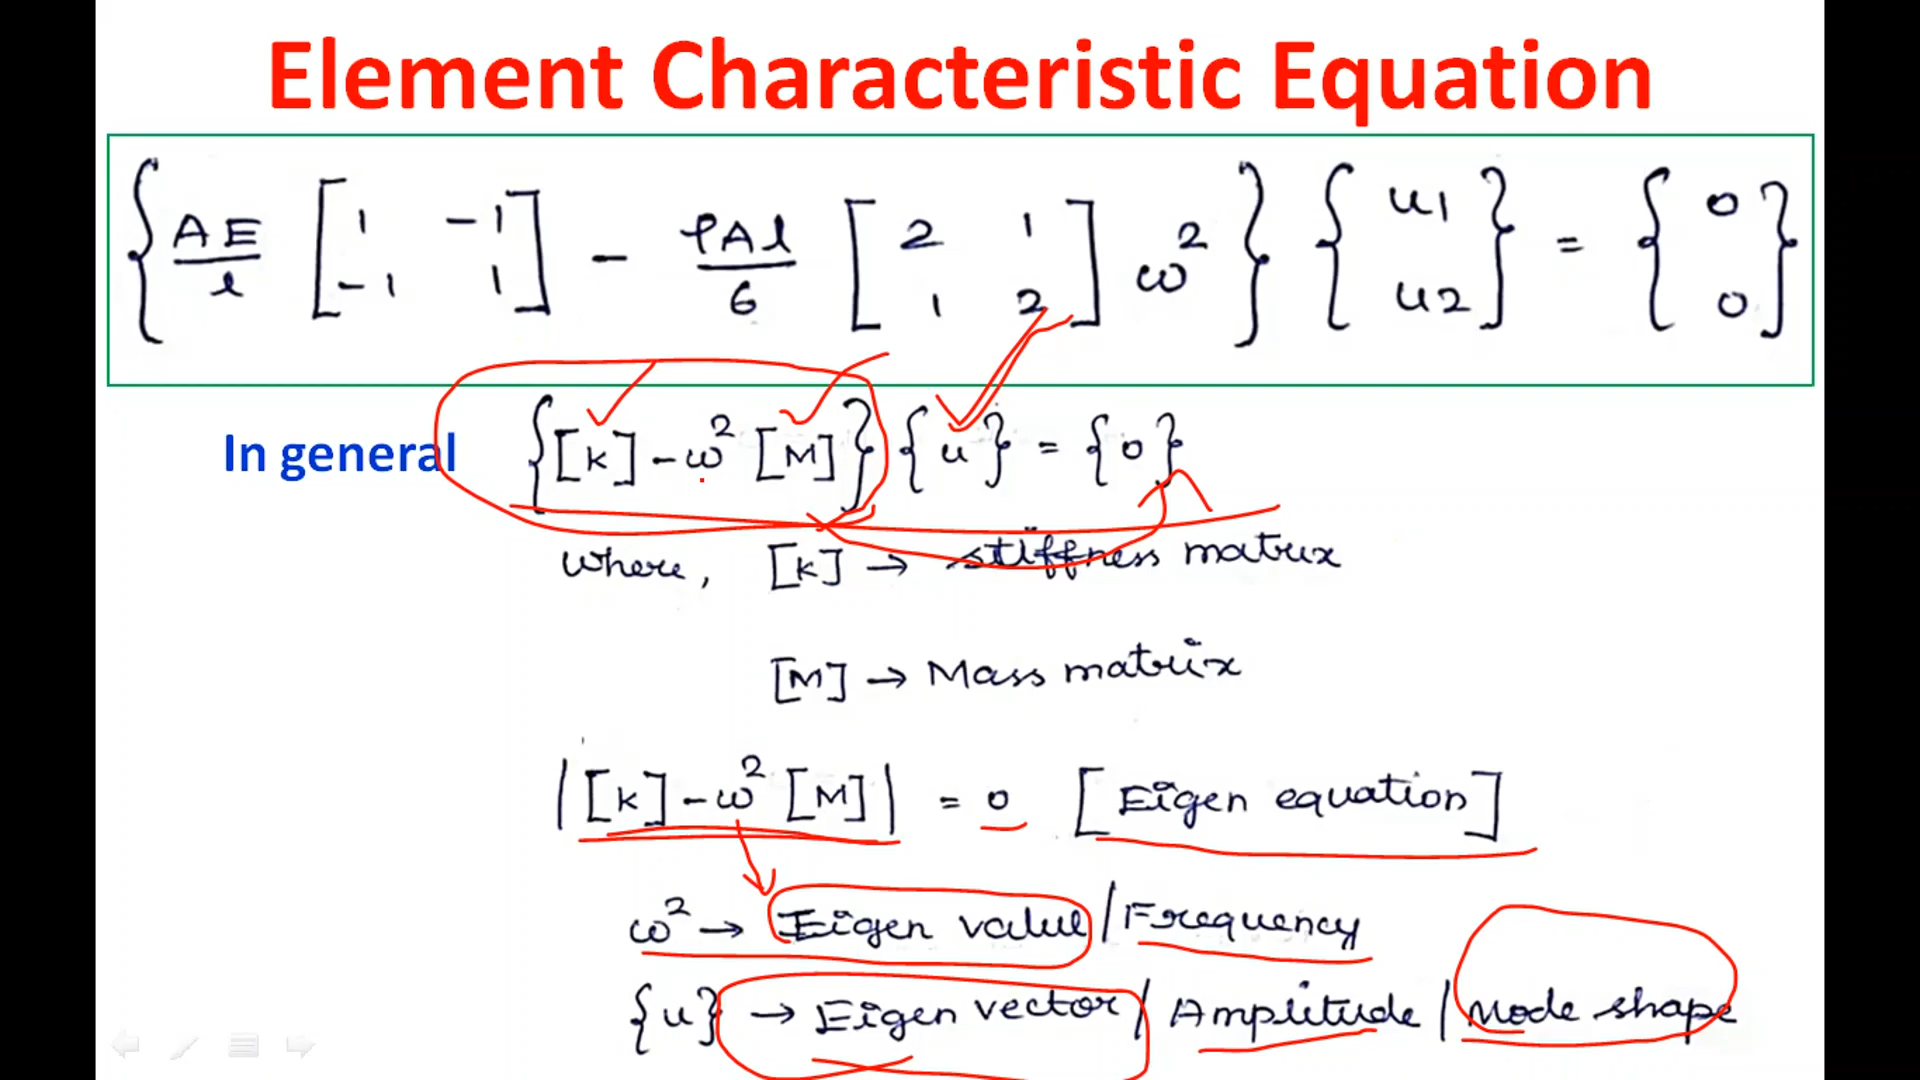 Element Characteristic Equation
{ AE/l [ 1 -1 ; -1 1 ] - ρAl/6 [ 2 1 ; 1 2 ] ω² } { u1 ; u2 } = { 0 ; 0 }
In general { [K] - ω² [M] } { u } = { 0 }
where, [K] → stiffness matrix
[M] → Mass matrix
| [K] - ω² [M] | = 0 [Eigen equation]
ω² → Eigen value / Frequency
{u} → Eigen vector / Amplitude / Mode shape